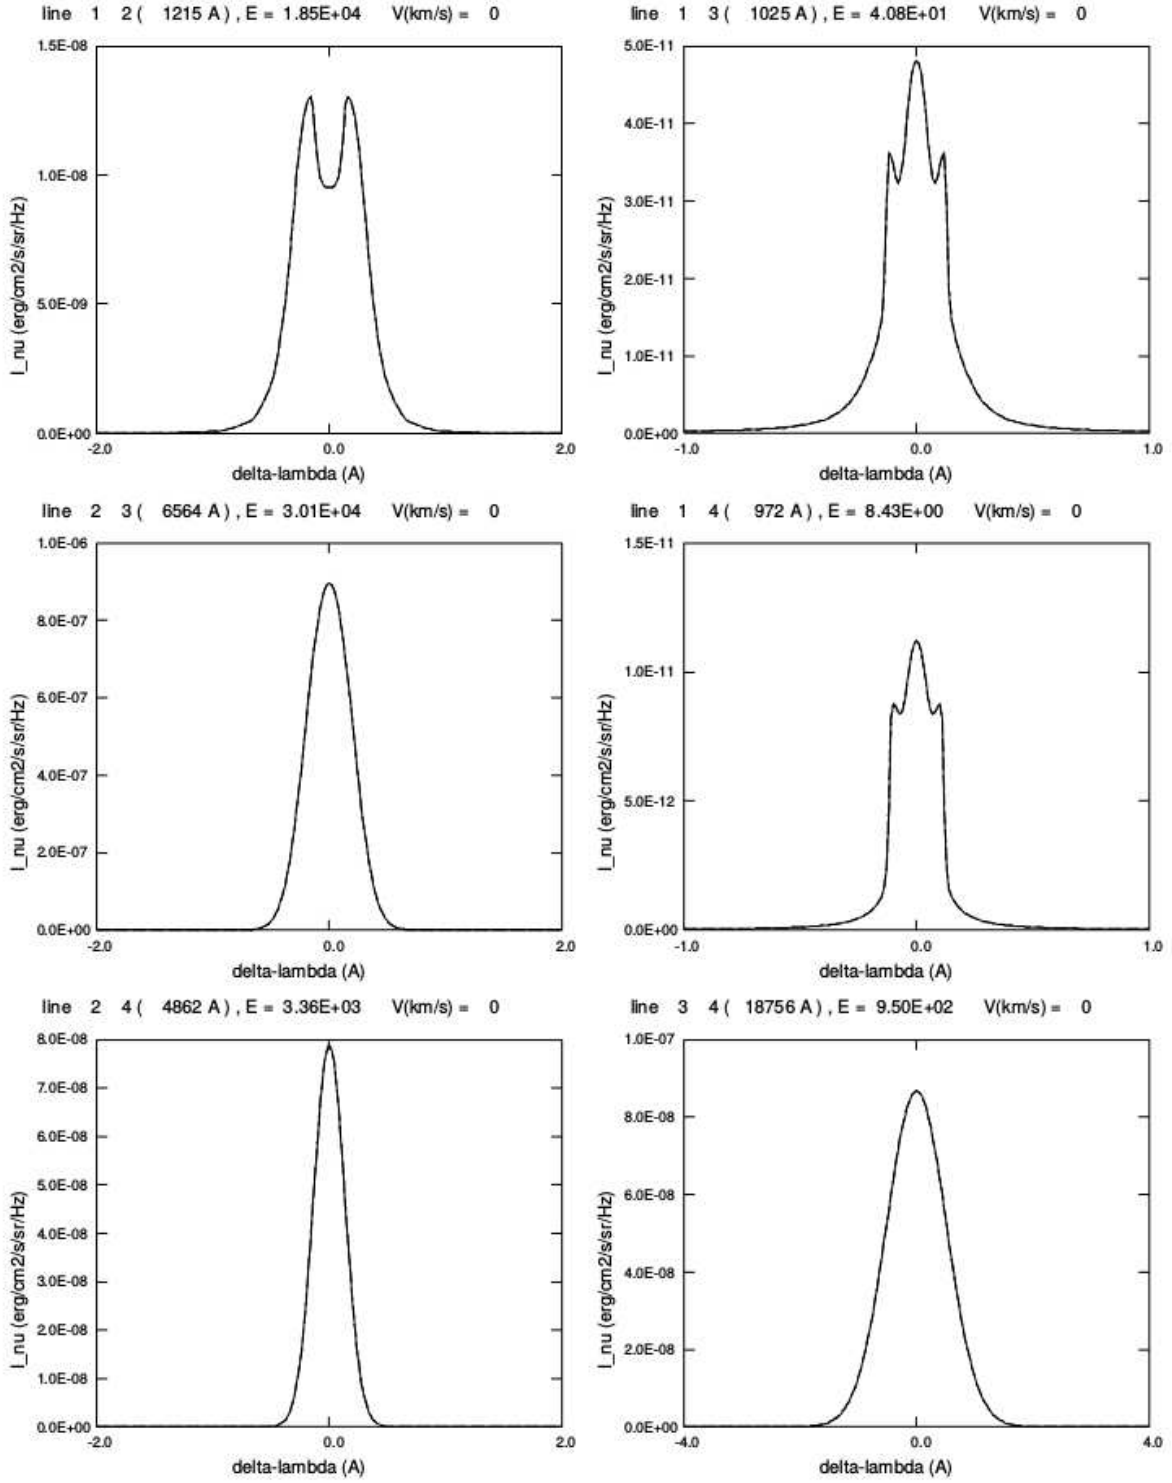 line 1 2 ( 1215 A ) , E = 1.85E+04 V(km/s) = 0
1.5E-08
1.0E-08
5.0E-09
0.0E+00
I_nu (erg/cm2/s/sr/Hz)
-2.0 0.0 2.0
delta-lambda (A)
line 1 3 ( 1025 A ) , E = 4.08E+01 V(km/s) = 0
5.0E-11
4.0E-11
3.0E-11
2.0E-11
1.0E-11
0.0E+00
I_nu (erg/cm2/s/sr/Hz)
-1.0 0.0 1.0
delta-lambda (A)
line 2 3 ( 6564 A ) , E = 3.01E+04 V(km/s) = 0
1.0E-06
8.0E-07
6.0E-07
4.0E-07
2.0E-07
0.0E+00
I_nu (erg/cm2/s/sr/Hz)
-2.0 0.0 2.0
delta-lambda (A)
line 1 4 ( 972 A ) , E = 8.43E+00 V(km/s) = 0
1.5E-11
1.0E-11
5.0E-12
0.0E+00
I_nu (erg/cm2/s/sr/Hz)
-1.0 0.0 1.0
delta-lambda (A)
line 2 4 ( 4862 A ) , E = 3.36E+03 V(km/s) = 0
8.0E-08
7.0E-08
6.0E-08
5.0E-08
4.0E-08
3.0E-08
2.0E-08
1.0E-08
0.0E+00
I_nu (erg/cm2/s/sr/Hz)
-2.0 0.0 2.0
delta-lambda (A)
line 3 4 ( 18756 A ) , E = 9.50E+02 V(km/s) = 0
1.0E-07
8.0E-08
6.0E-08
4.0E-08
2.0E-08
0.0E+00
I_nu (erg/cm2/s/sr/Hz)
-4.0 0.0 4.0
delta-lambda (A)